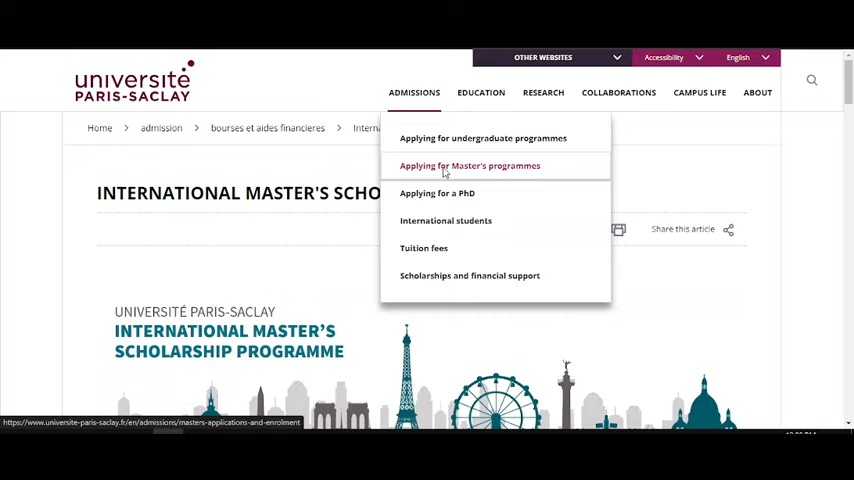 OTHER WEBSITES
Accessibility
English
université
PARIS-SACLAY
ADMISSIONS
EDUCATION
RESEARCH
COLLABORATIONS
CAMPUS LIFE
ABOUT
Home > admission > bourses et aides financieres > Interna
Applying for undergraduate programmes
Applying for Master's programmes
Applying for a PhD
International students
Tuition fees
Scholarships and financial support
INTERNATIONAL MASTER'S SCHO
Share this article
UNIVERSITÉ PARIS-SACLAY
INTERNATIONAL MASTER'S
SCHOLARSHIP PROGRAMME
https://www.universite-paris-saclay.fr/en/admissions/masters-applications-and-enrolment